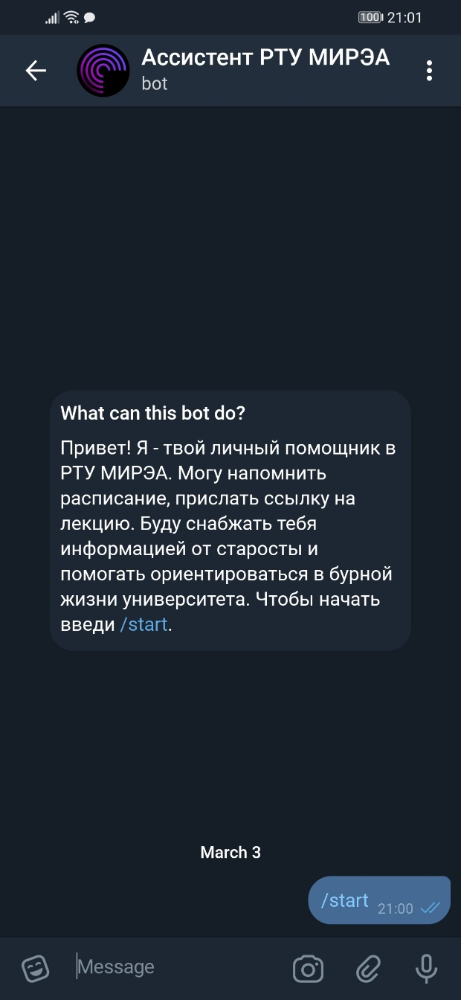 100 21:01
Ассистент РТУ МИРЭА
bot
What can this bot do?
Привет! Я - твой личный помощник в
РТУ МИРЭА. Могу напомнить
расписание, прислать ссылку на
лекцию. Буду снабжать тебя
информацией от старосты и
помогать ориентироваться в бурной
жизни университета. Чтобы начать
введи /start.
March 3
/start 21:00
Message